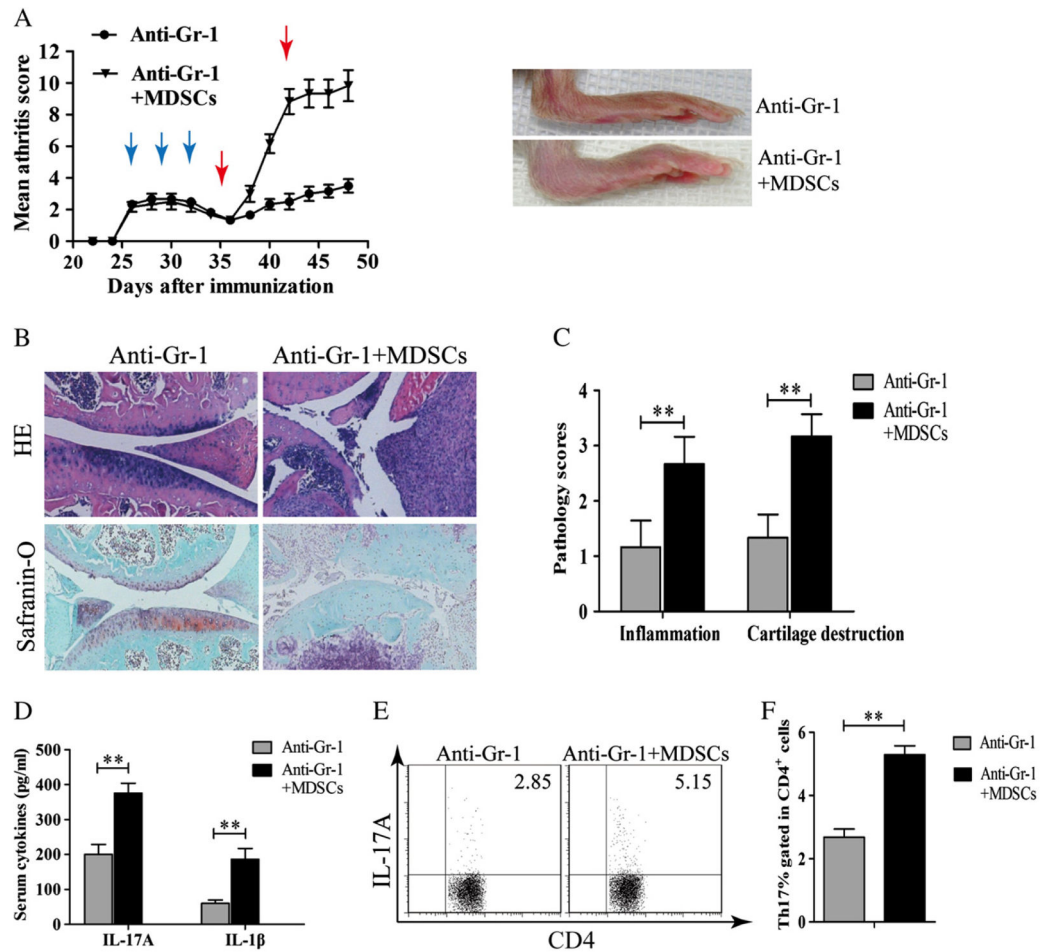 A
Anti-Gr-1
Anti-Gr-1
+MDSCs
Mean athritis score
12
10
8
6
4
2
0
20 25 30 35 40 45 50
Days after immunization
Anti-Gr-1
Anti-Gr-1
+MDSCs
B
Anti-Gr-1 Anti-Gr-1+MDSCs
HE
Safranin-O
C
Anti-Gr-1
Anti-Gr-1
+MDSCs
Pathology scores
4
3
2
1
0
** **
Inflammation Cartilage destruction
D
Anti-Gr-1
Anti-Gr-1
+MDSCs
Serum cytokines (pg/ml)
500
400
300
200
100
0
** **
IL-17A IL-1β
E
Anti-Gr-1 Anti-Gr-1+MDSCs
2.85 5.15
IL-17A
CD4
F
Th17% gated in CD4+ cells
6
4
2
0
**
Anti-Gr-1
Anti-Gr-1
+MDSCs